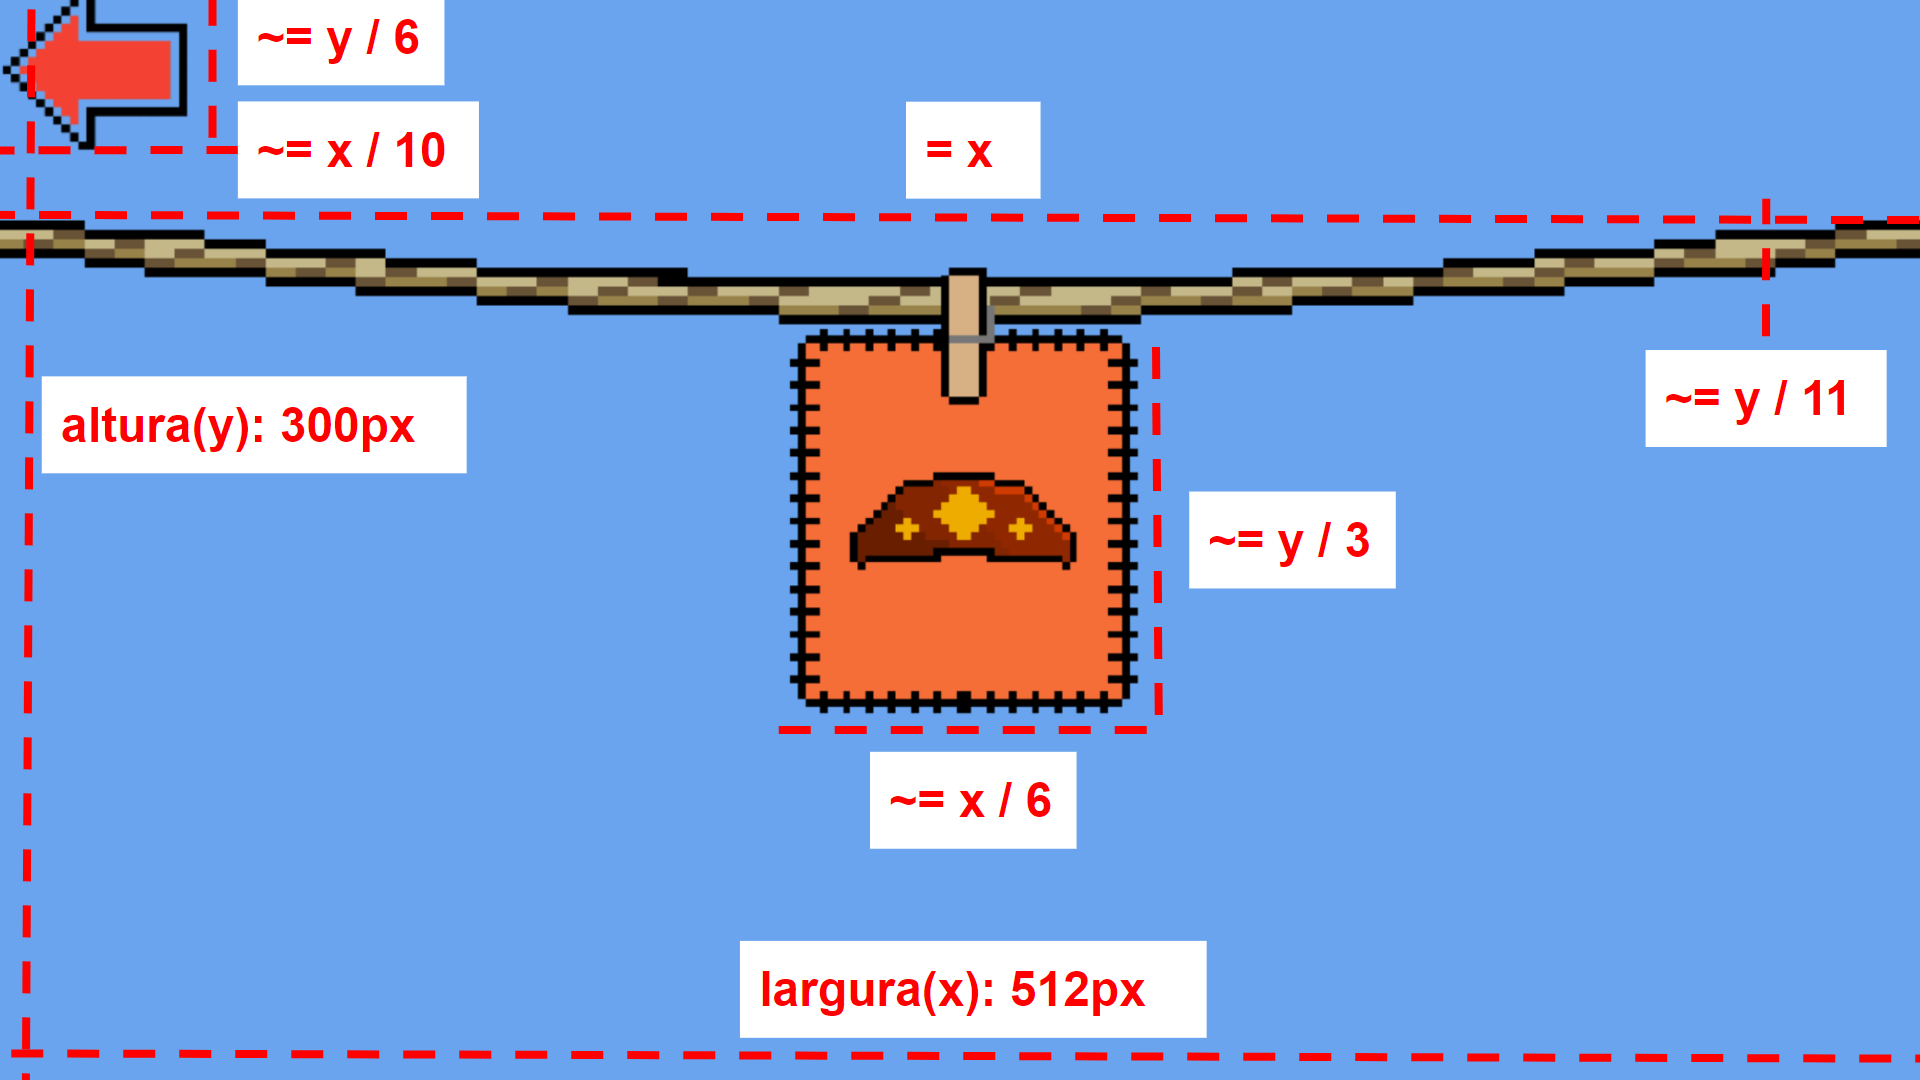 ~= y / 6
~= x / 10
= x
altura(y): 300px
~= y / 11
~= y / 3
~= x / 6
largura(x): 512px